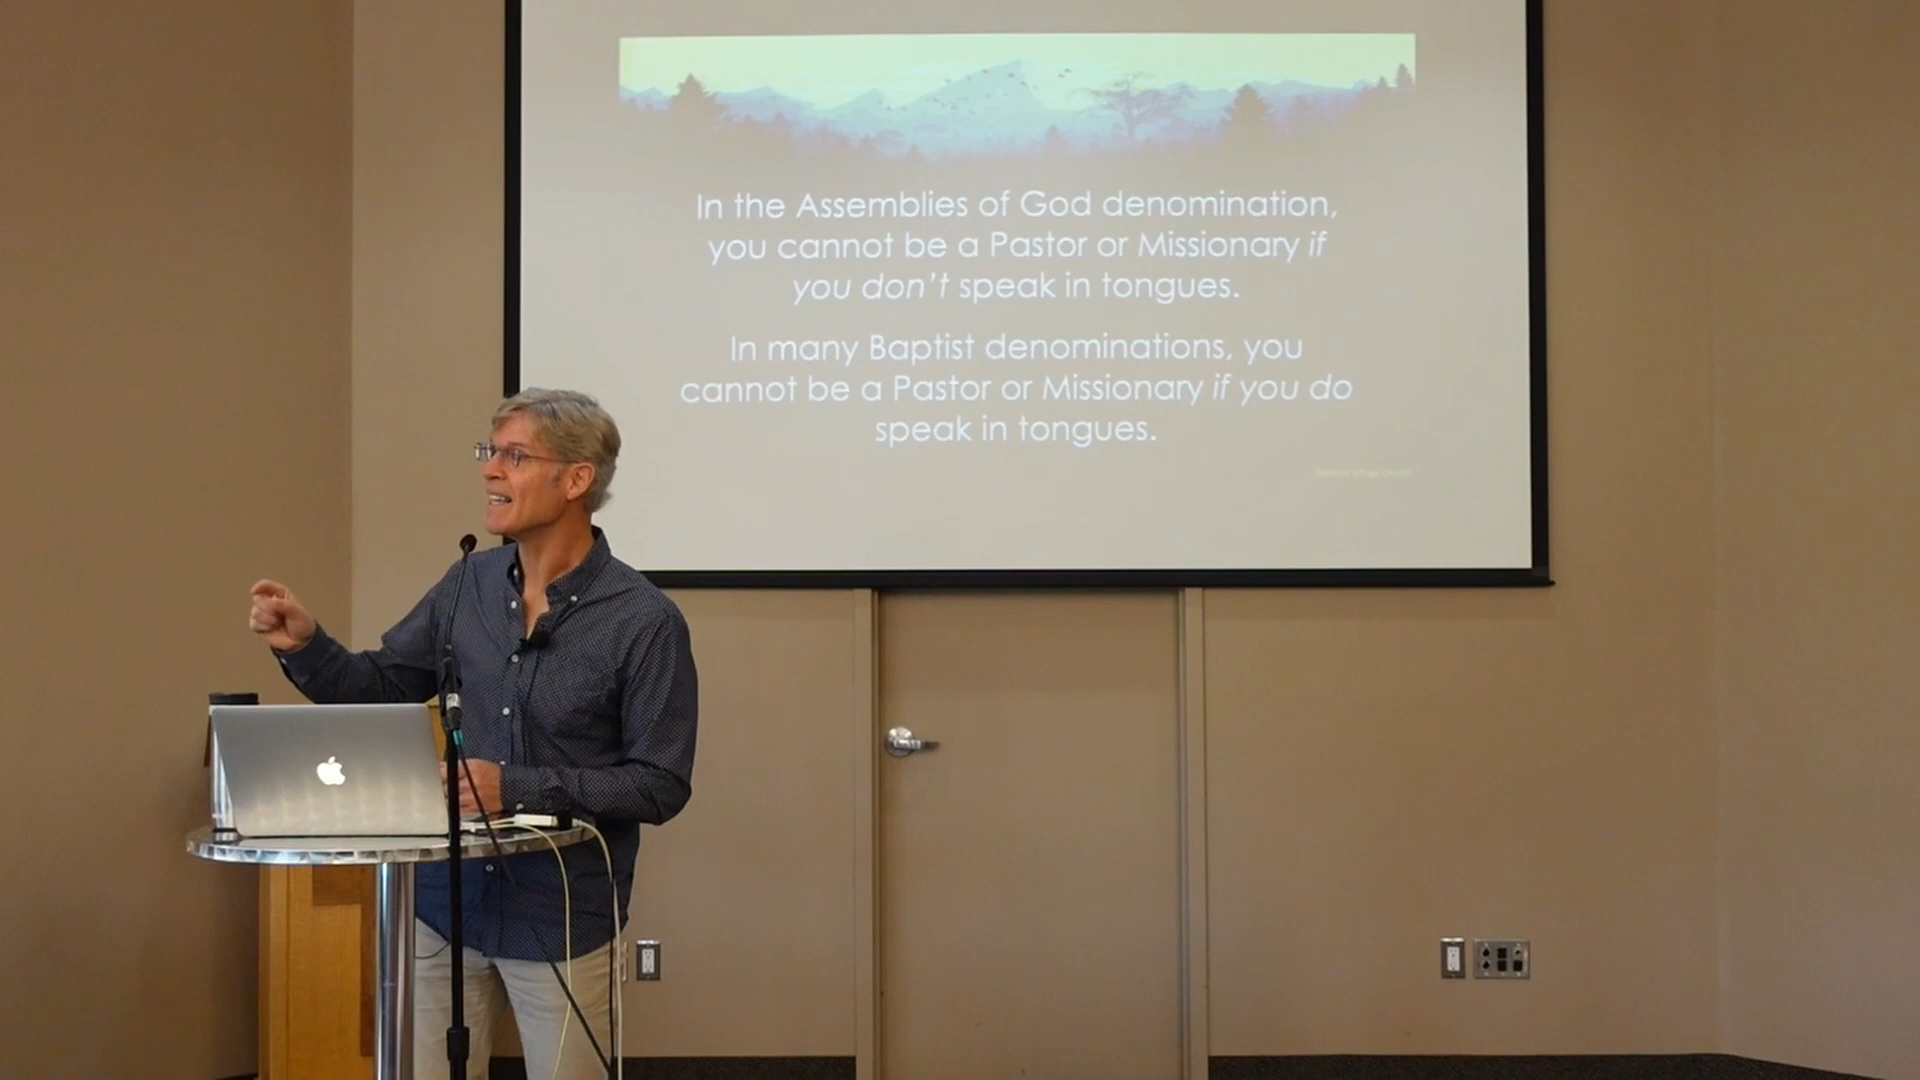 In the Assemblies of God denomination,
you cannot be a Pastor or Missionary if
you don't speak in tongues.
In many Baptist denominations, you
cannot be a Pastor or Missionary if you do
speak in tongues.